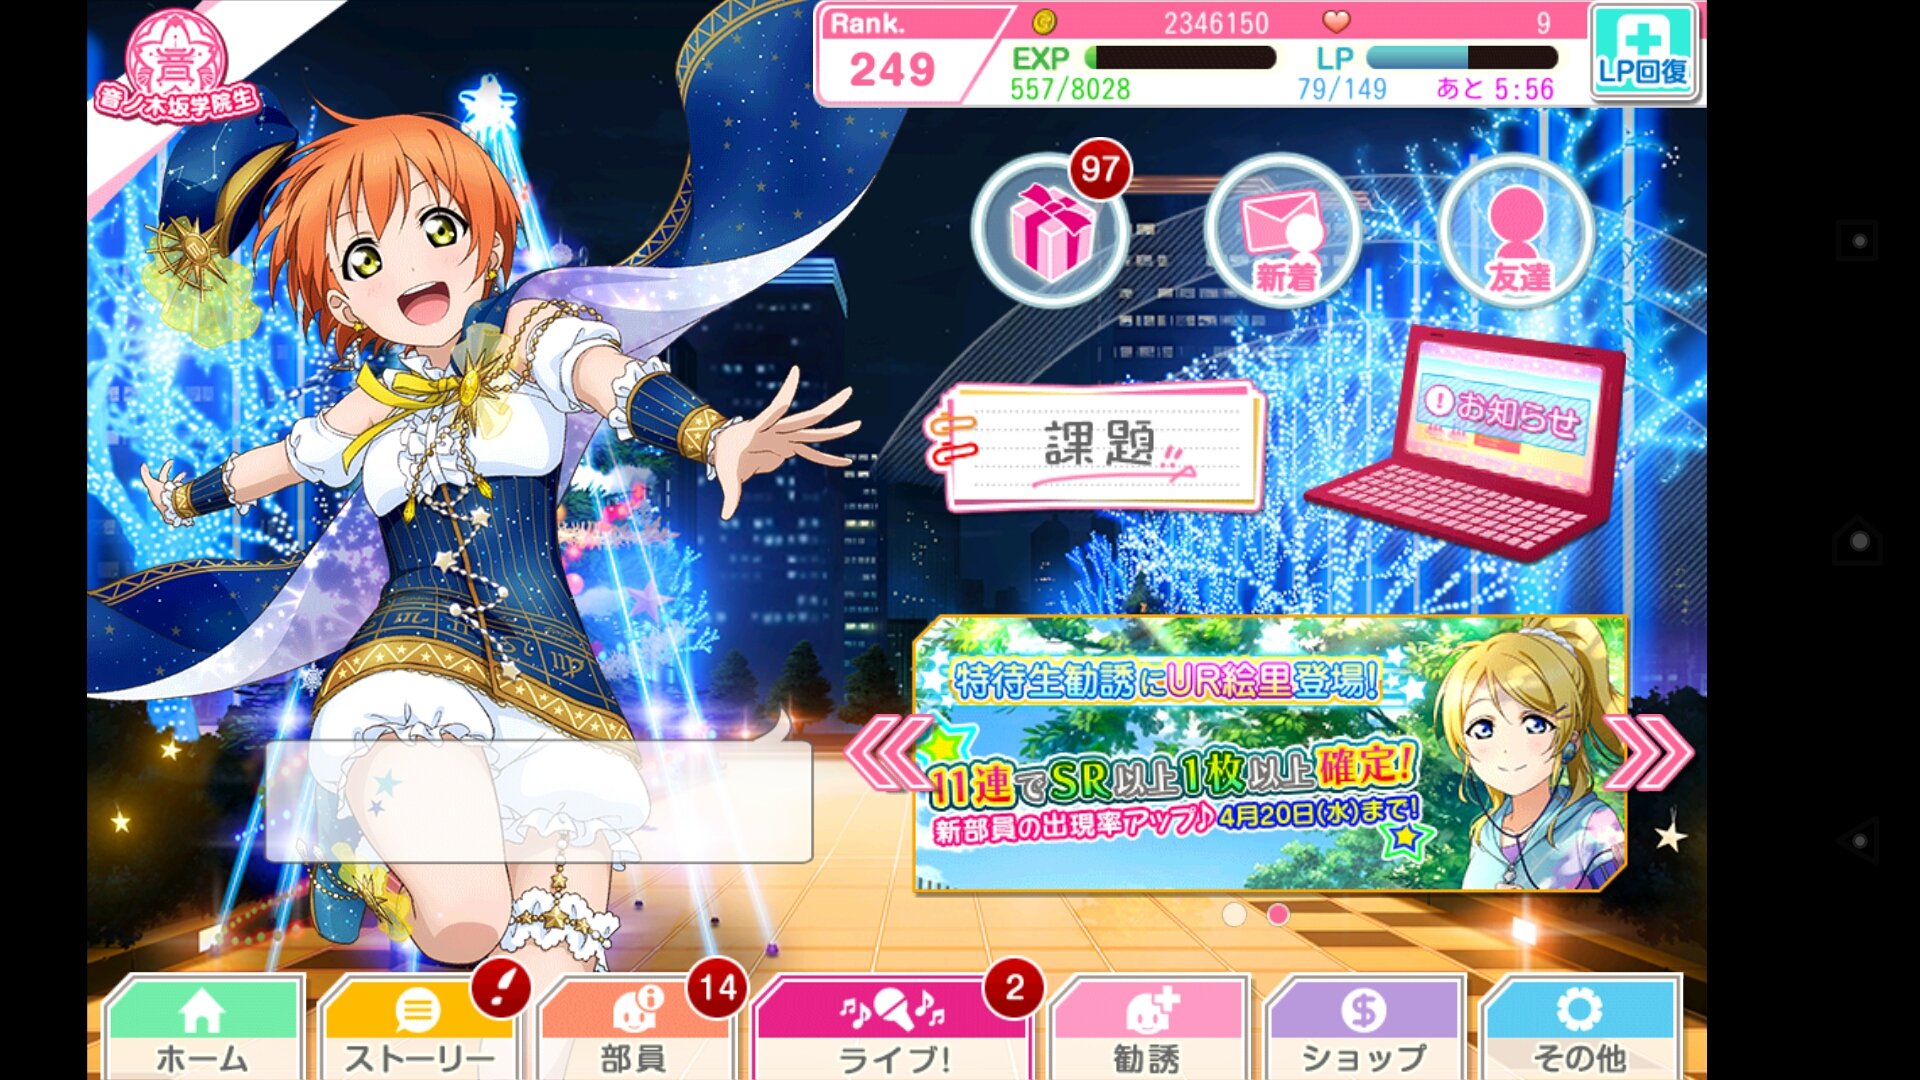 音ノ木坂学院生
Rank.
249
2346150
9
EXP
557/8028
LP
79/149
あと 5:56
LP回復
97
新着
友達
課題!!
!お知らせ
特待生勧誘にUR絵里登場!
11連でSR以上1枚以上確定!
新部員の出現率アップ♪4月20日(水)まで!
!
14
2
ホーム
ストーリー
部員
ライブ!
勧誘
ショップ
その他